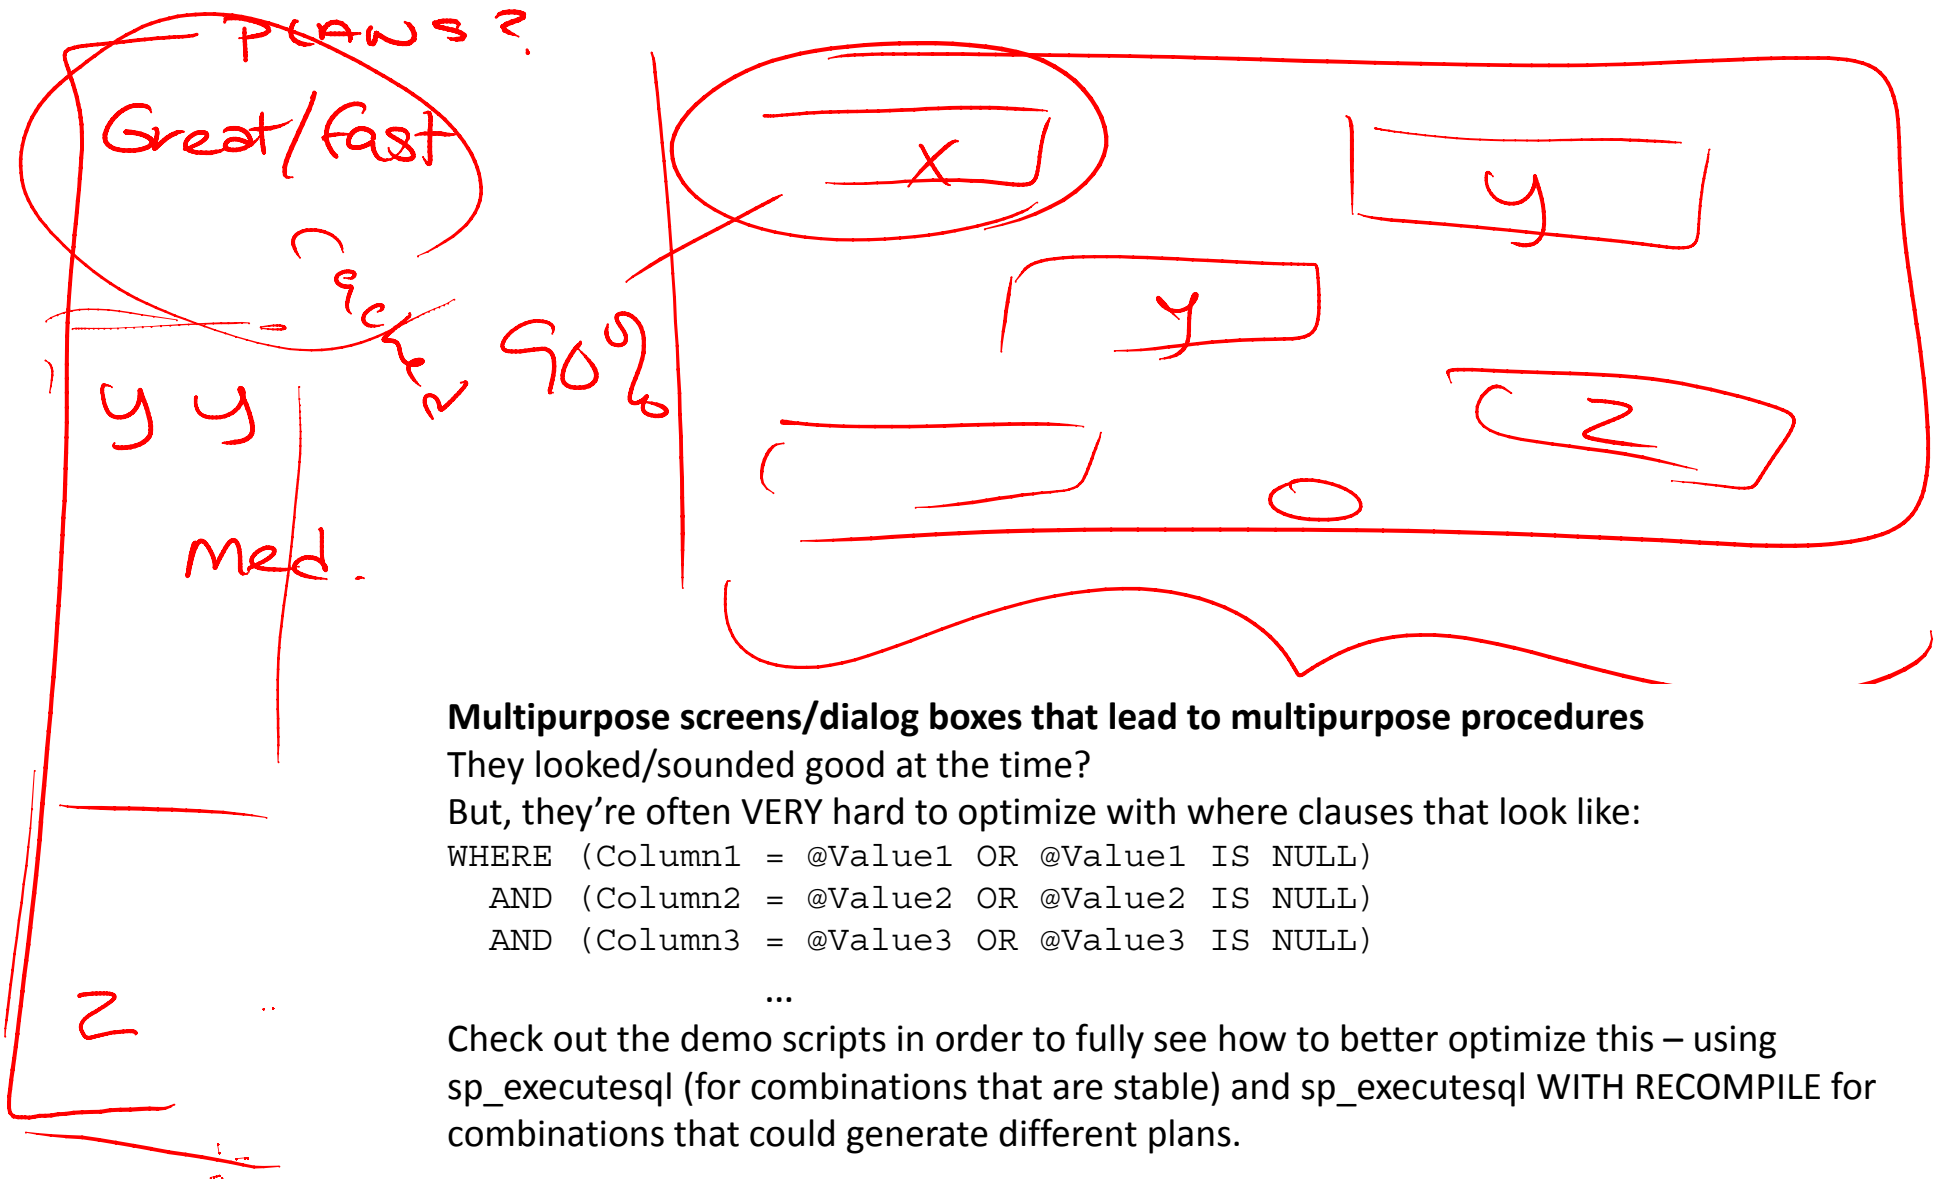 PLANS?
Great/fast
x
y
cached
y
90%
y y
z
Med.
Multipurpose screens/dialog boxes that lead to multipurpose procedures
They looked/sounded good at the time?
But, they’re often VERY hard to optimize with where clauses that look like:
WHERE (Column1 = @Value1 OR @Value1 IS NULL)
AND (Column2 = @Value2 OR @Value2 IS NULL)
AND (Column3 = @Value3 OR @Value3 IS NULL)
...
z
Check out the demo scripts in order to fully see how to better optimize this – using
sp_executesql (for combinations that are stable) and sp_executesql WITH RECOMPILE for
combinations that could generate different plans.